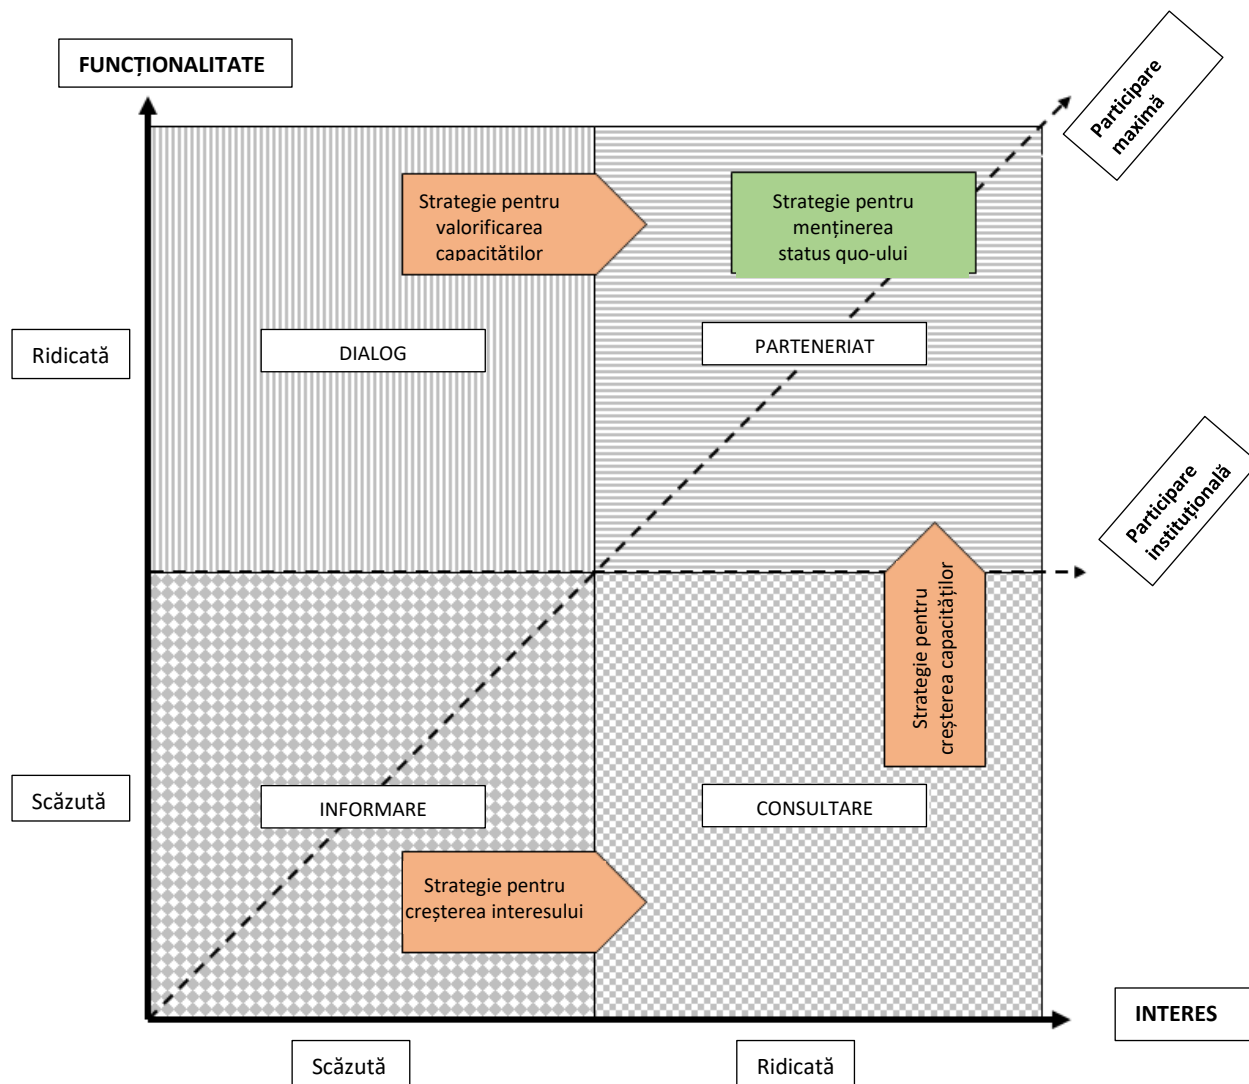 FUNCȚIONALITATE
Participare
maximă
Strategie pentru
valorificarea
capacităților
Strategie pentru
menținerea
status quo-ului
Ridicată
DIALOG
PARTENERIAT
Participare
instituțională
Strategie pentru
creșterea capacităților
Scăzută
INFORMARE
CONSULTARE
Strategie pentru
creșterea interesului
INTERES
Scăzută
Ridicată